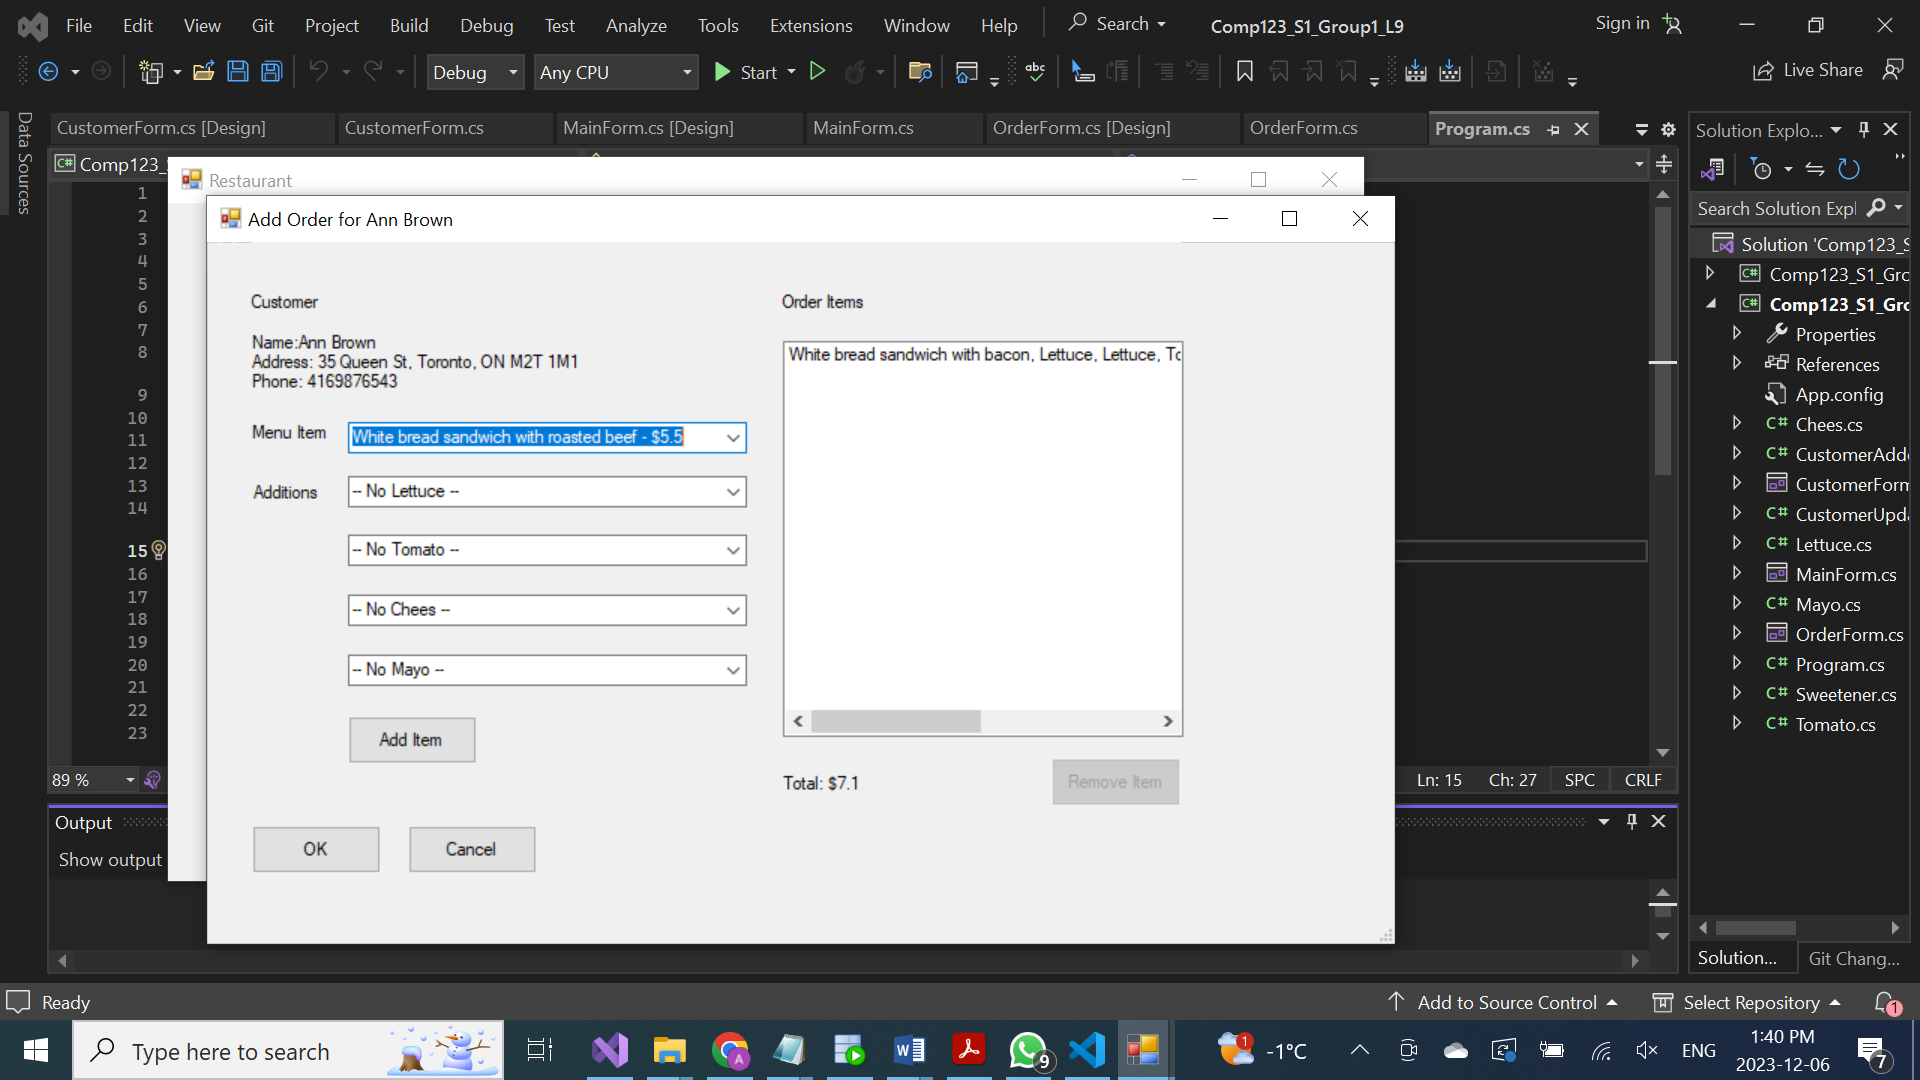 File Edit View Git Project Build Debug Test Analyze Tools Extensions Window Help Search Comp123_S1_Group1_L9 Sign in
Debug Any CPU Start Live Share
Data Sources
CustomerForm.cs [Design] CustomerForm.cs MainForm.cs [Design] MainForm.cs OrderForm.cs [Design] OrderForm.cs Program.cs
Solution Explo...
Comp123_
Restaurant
Add Order for Ann Brown
Search Solution Expl
Customer
Order Items
Name:Ann Brown
Address: 35 Queen St, Toronto, ON M2T 1M1
Phone: 4169876543
White bread sandwich with bacon, Lettuce, Lettuce, To
Menu Item White bread sandwich with roasted beef - $5.5
Additions -- No Lettuce --
-- No Tomato --
-- No Chees --
-- No Mayo --
Add Item
Total: $7.1
Remove Item
OK Cancel
1
2
3
4
5
6
7
8
9
10
11
12
13
14
15
16
17
18
19
20
21
22
23
89 %
Ln: 15 Ch: 27 SPC CRLF
Output
Show output
Solution 'Comp123_S
Comp123_S1_Gro
Comp123_S1_Gro
Properties
References
App.config
C# Chees.cs
C# CustomerAdd
CustomerForm
C# CustomerUpda
C# Lettuce.cs
MainForm.cs
C# Mayo.cs
OrderForm.cs
C# Program.cs
C# Sweetener.cs
C# Tomato.cs
Solution... Git Chang...
Ready
Add to Source Control Select Repository 1
Type here to search
9
1 -1°C
ENG
1:40 PM
2023-12-06
7